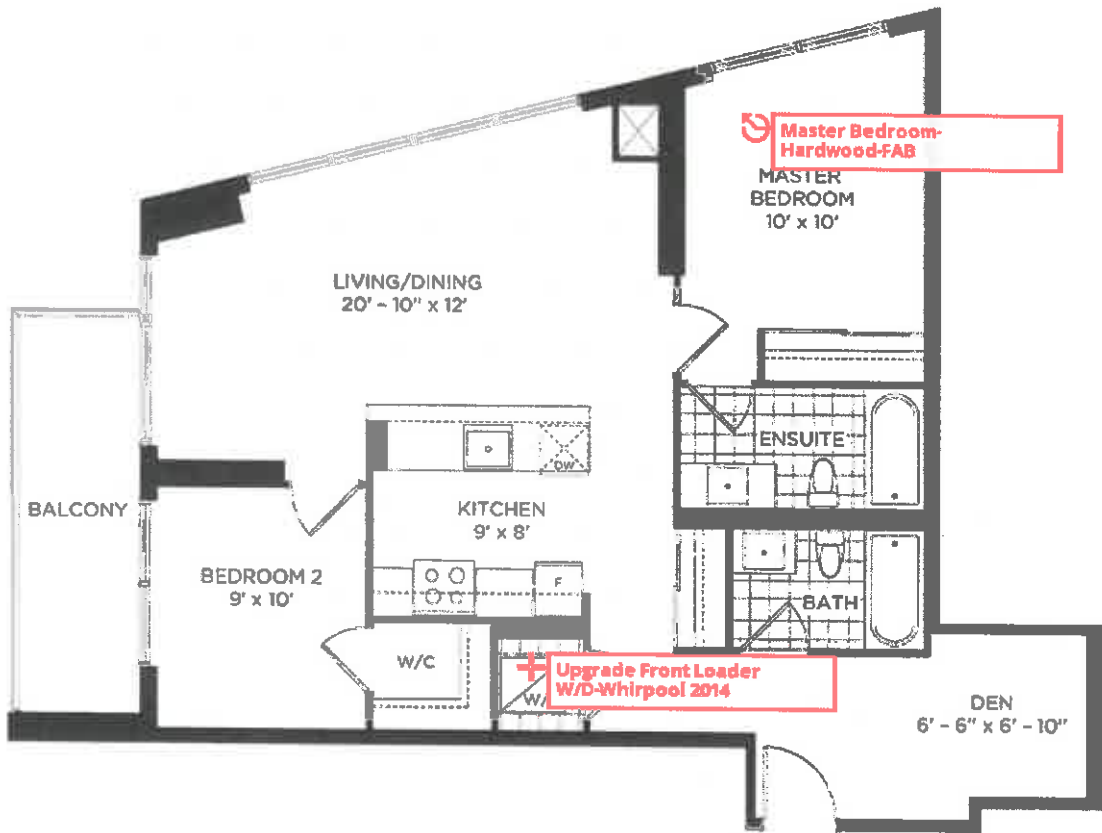 Master Bedroom-
Hardwood-FAB
MASTER
BEDROOM
10' x 10'
LIVING/DINING
20' - 10" x 12'
ENSUITE
DW
BALCONY
KITCHEN
9' x 8'
BEDROOM 2
9' x 10'
F
BATH
W/C
Upgrade Front Loader
W/D-Whirpool 2014
W/
DEN
6' - 6" x 6' - 10"